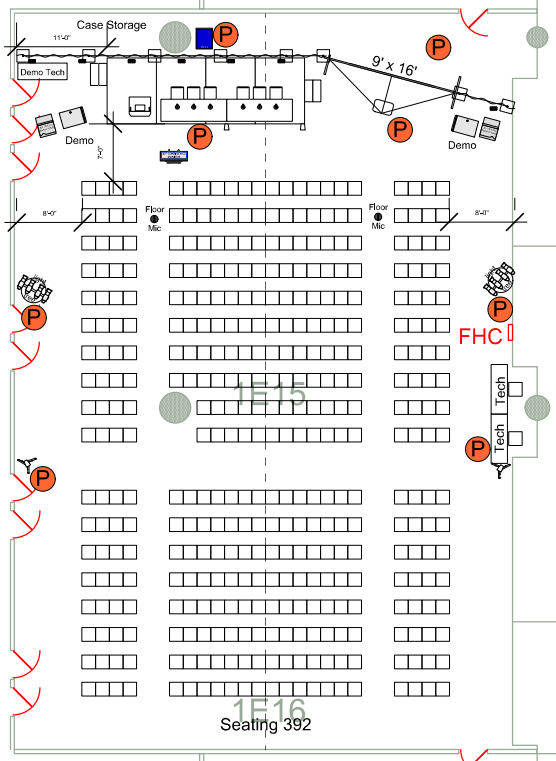 Case Storage
P
P
11'-0"
9' x 16'
Demo Tech
P
P
Demo
Demo
7'-0"
Floor
Mic
Floor
Mic
8'-0"
8'-0"
P
P
FHC
1E15
Tech
Tech
P
P
1E16
Seating 392